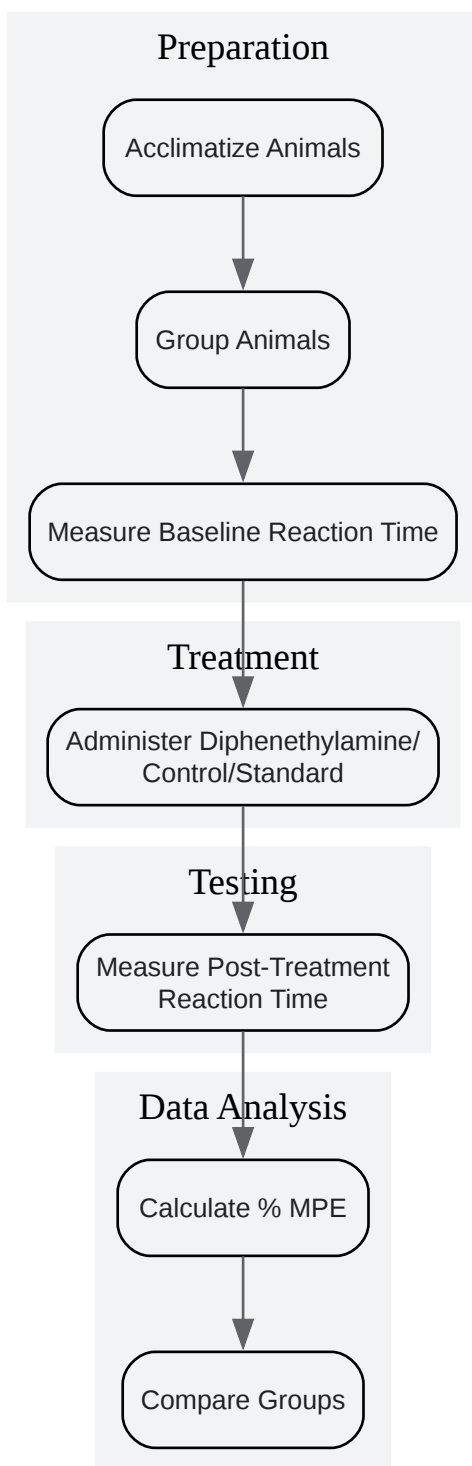 Preparation
Acclimatize Animals
Group Animals
Measure Baseline Reaction Time
Treatment
Administer Diphenethylamine/
Control/Standard
Testing
Measure Post-Treatment
Reaction Time
Data Analysis
Calculate % MPE
Compare Groups